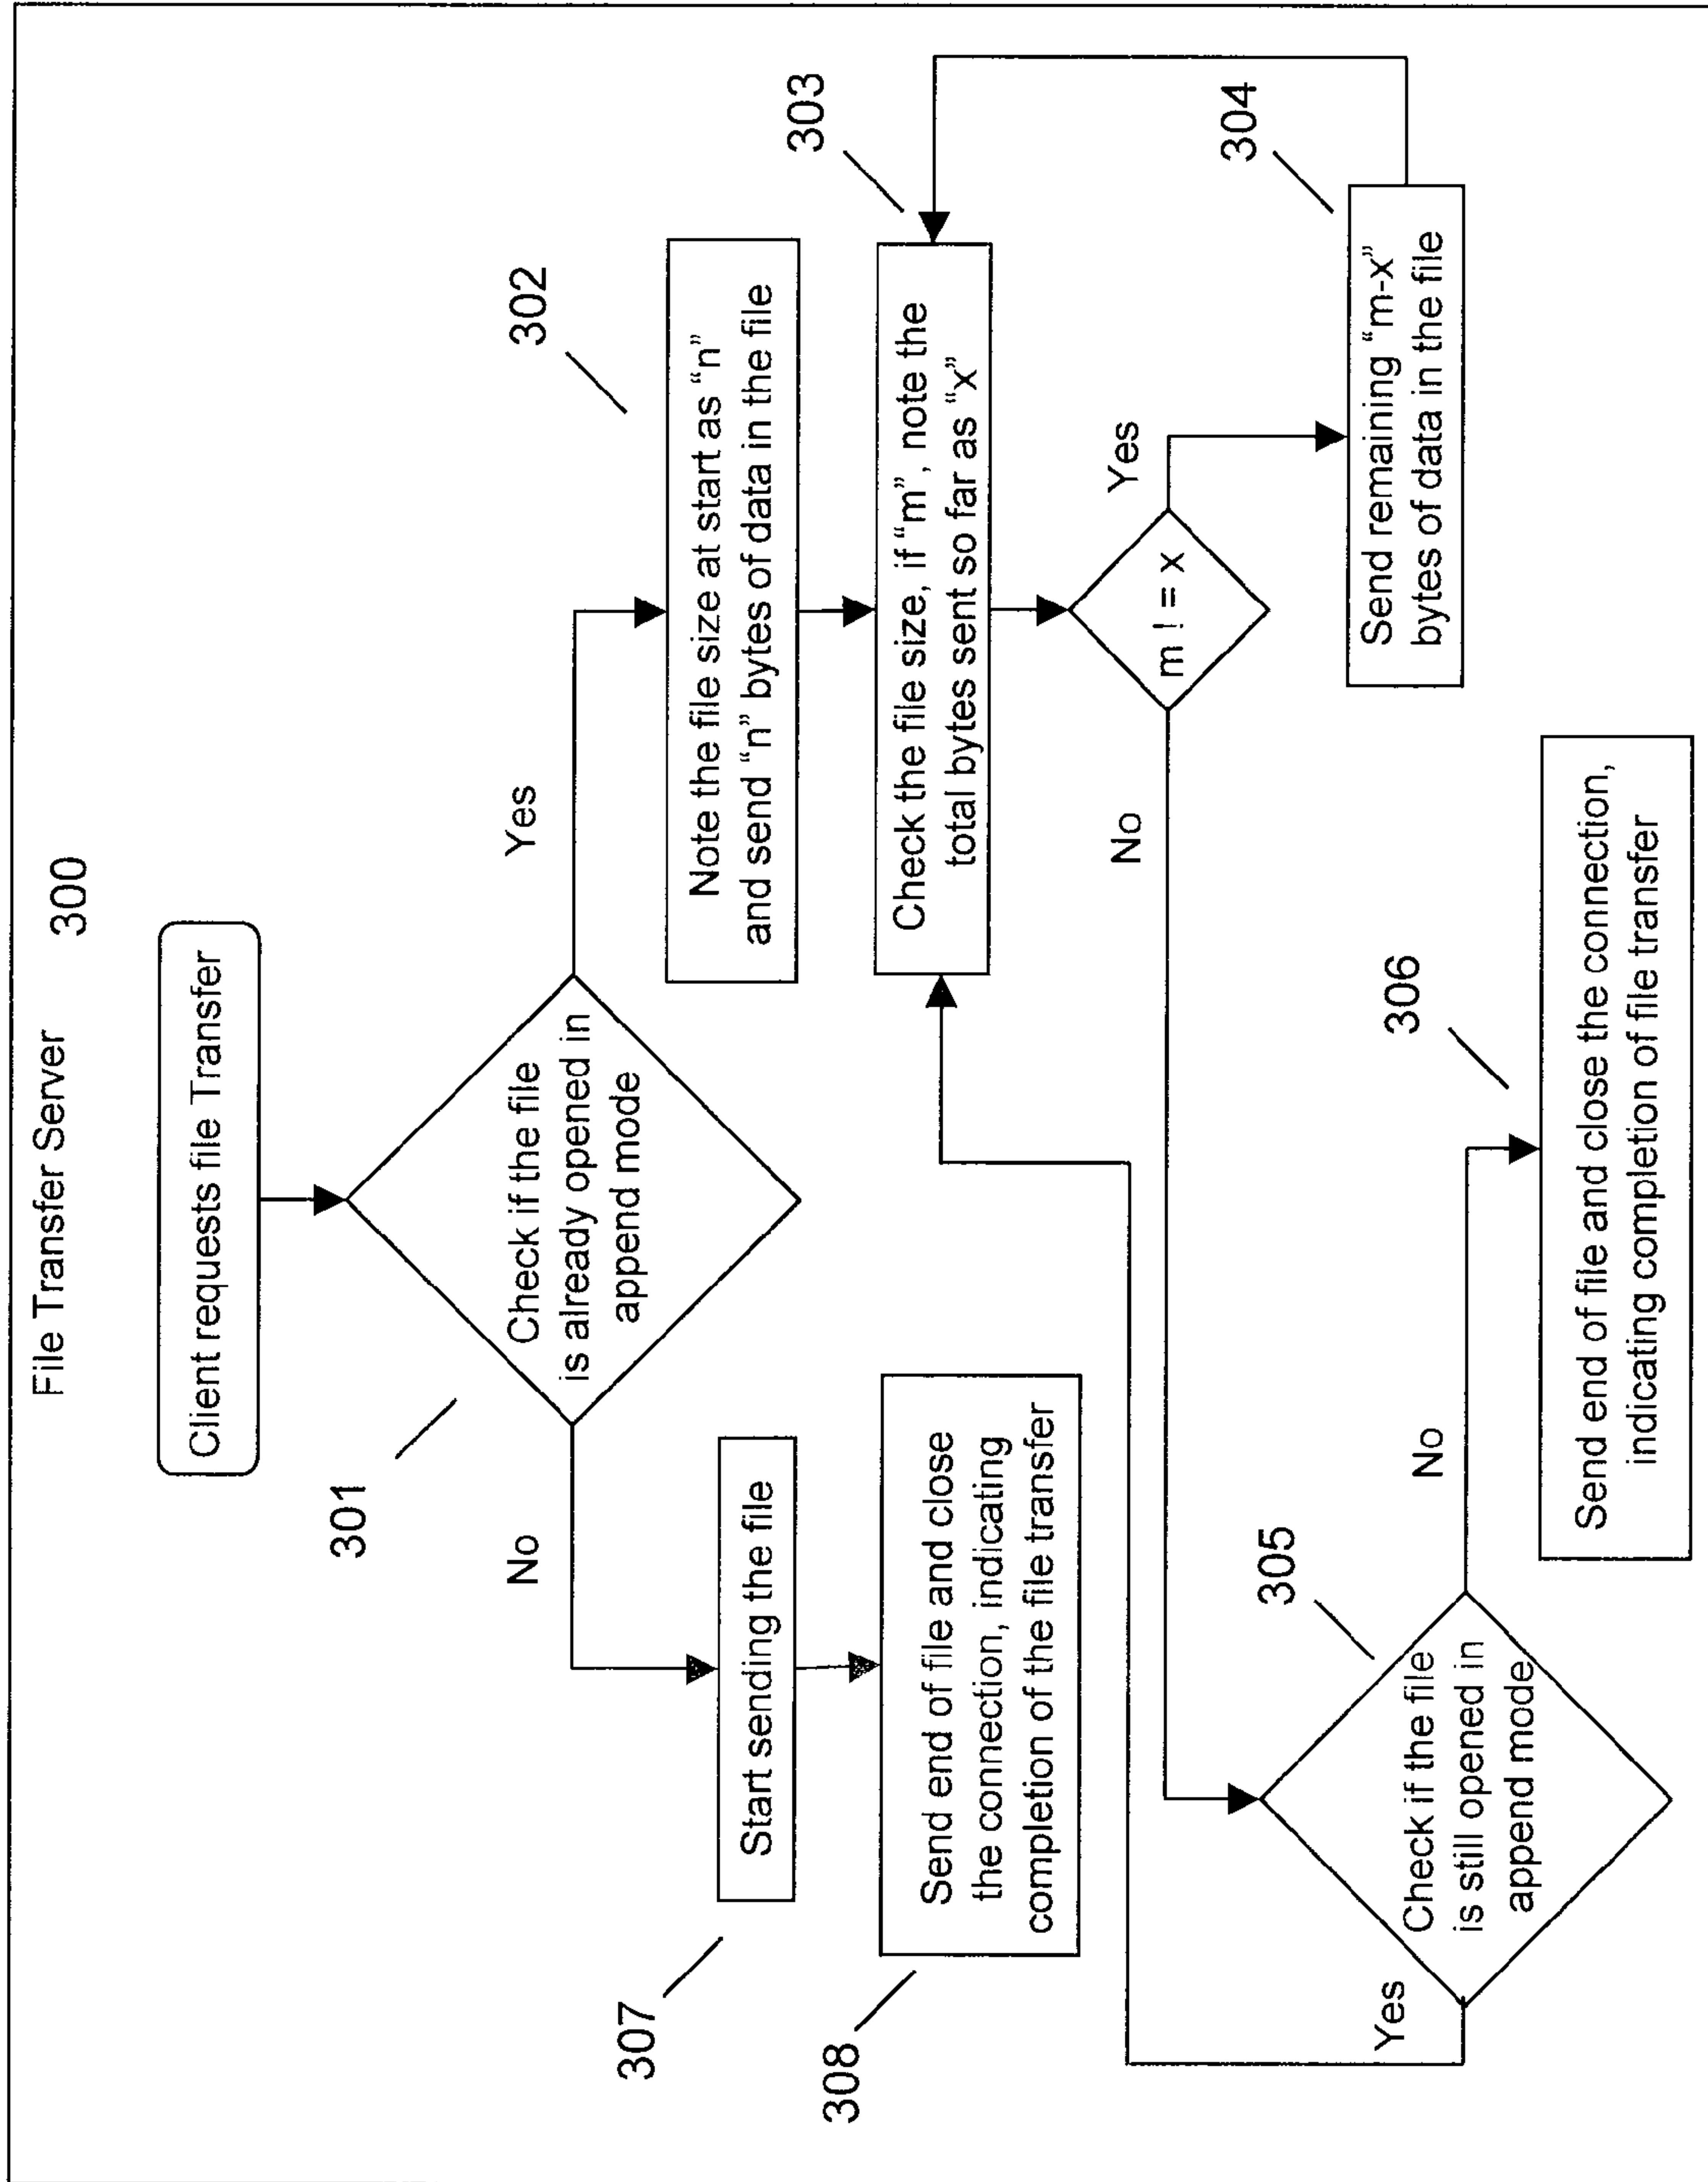 File Transfer Server
300
Client requests file Transfer
301
Check if the file
is already opened in
append mode
No
Yes
307
Start sending the file
302
Note the file size at start as “n”
and send “n” bytes of data in the file
308
Send end of file and close
the connection, indicating
completion of the file transfer
303
Check the file size, if “m”, note the
total bytes sent so far as “x”
m ! = x
No
Yes
304
Send remaining “m-x”
bytes of data in the file
305
Check if the file
is still opened in
append mode
Yes
No
306
Send end of file and close the connection,
indicating completion of file transfer